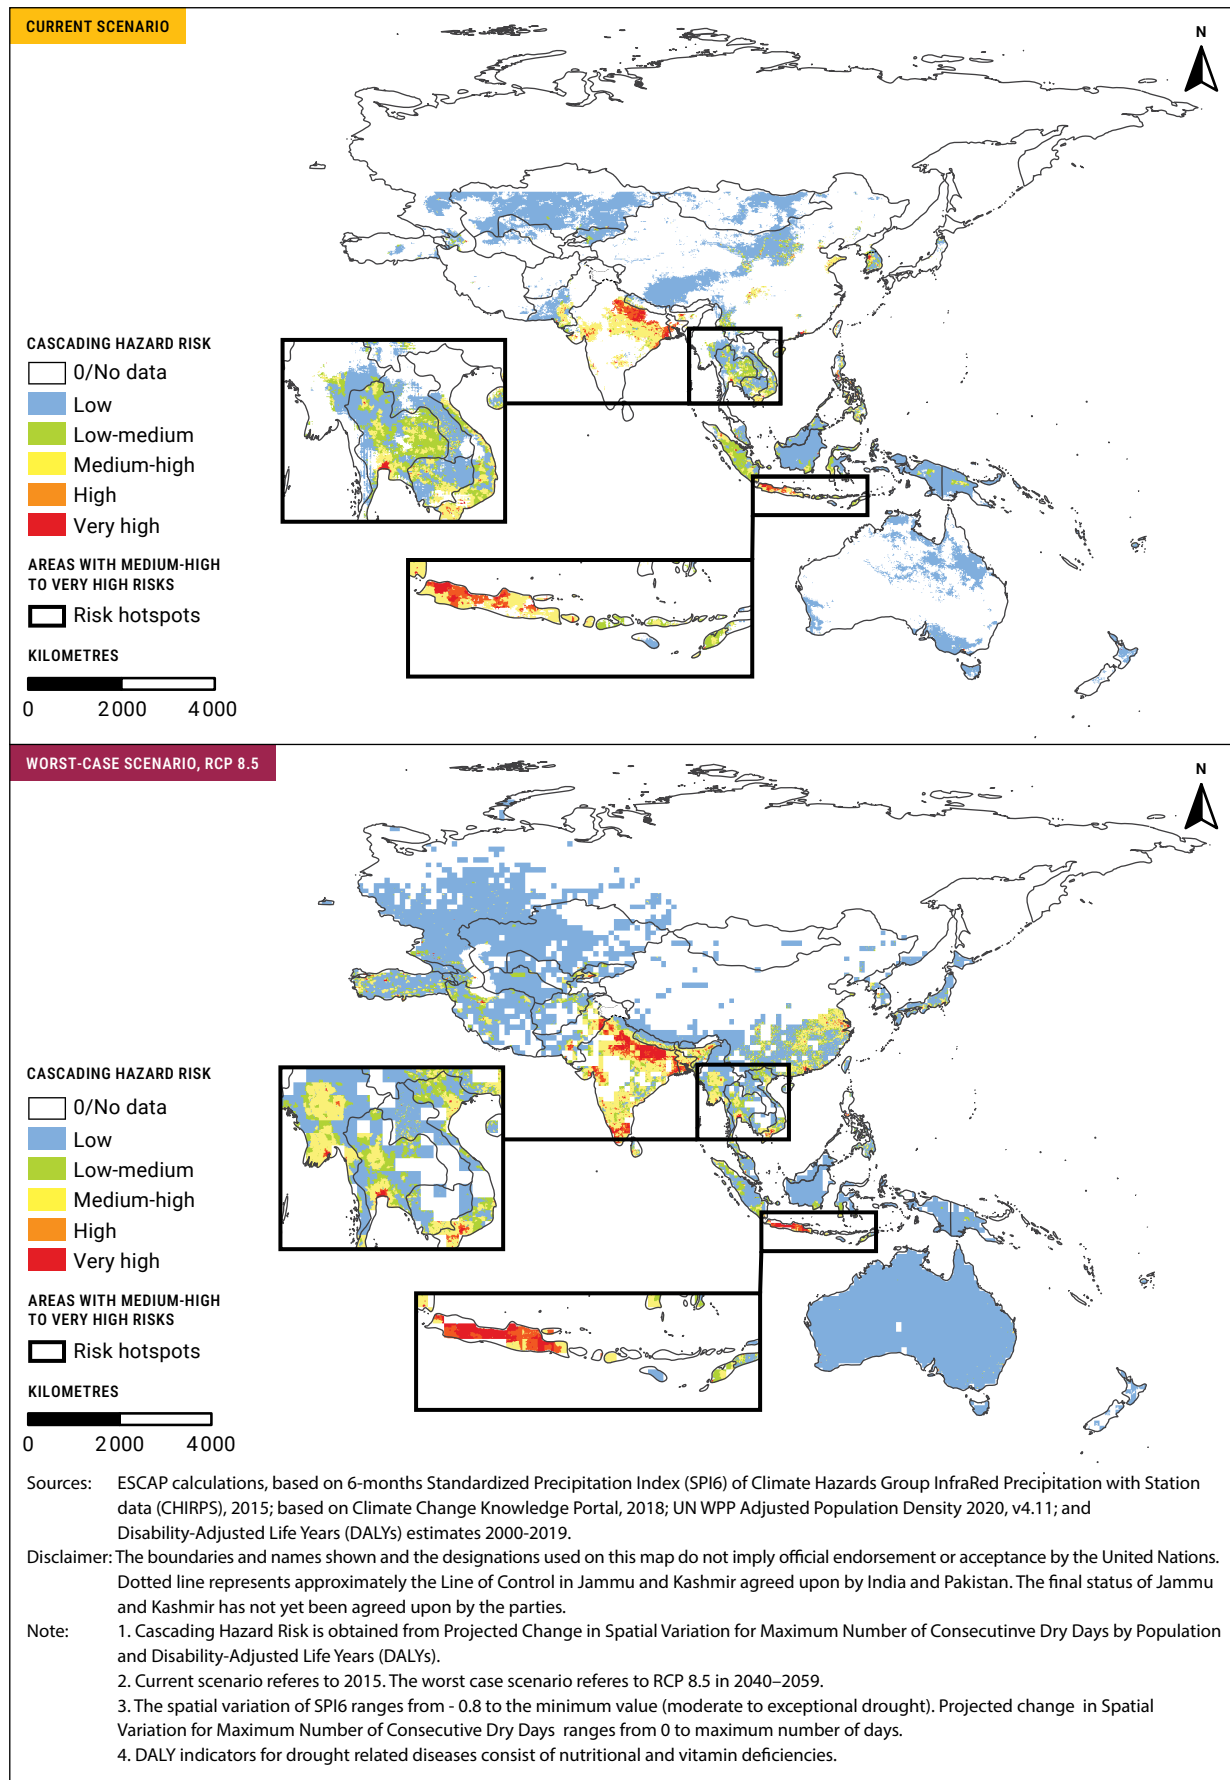 CURRENT SCENARIO
N
CASCADING HAZARD RISK
0/No data
Low
Low-medium
Medium-high
High
Very high
AREAS WITH MEDIUM-HIGH
TO VERY HIGH RISKS
Risk hotspots
KILOMETRES
0 2 000 4 000
WORST-CASE SCENARIO, RCP 8.5
N
CASCADING HAZARD RISK
0/No data
Low
Low-medium
Medium-high
High
Very high
AREAS WITH MEDIUM-HIGH
TO VERY HIGH RISKS
Risk hotspots
KILOMETRES
0 2 000 4 000
Sources: ESCAP calculations, based on 6-months Standardized Precipitation Index (SPI6) of Climate Hazards Group InfraRed Precipitation with Station
data (CHIRPS), 2015; based on Climate Change Knowledge Portal, 2018; UN WPP Adjusted Population Density 2020, v4.11; and
Disability-Adjusted Life Years (DALYs) estimates 2000-2019.
Disclaimer: The boundaries and names shown and the designations used on this map do not imply official endorsement or acceptance by the United Nations.
Dotted line represents approximately the Line of Control in Jammu and Kashmir agreed upon by India and Pakistan. The final status of Jammu
and Kashmir has not yet been agreed upon by the parties.
Note: 1. Cascading Hazard Risk is obtained from Projected Change in Spatial Variation for Maximum Number of Consecutinve Dry Days by Population
and Disability-Adjusted Life Years (DALYs).
2. Current scenario referes to 2015. The worst case scenario referes to RCP 8.5 in 2040–2059.
3. The spatial variation of SPI6 ranges from - 0.8 to the minimum value (moderate to exceptional drought). Projected change in Spatial
Variation for Maximum Number of Consecutive Dry Days ranges from 0 to maximum number of days.
4. DALY indicators for drought related diseases consist of nutritional and vitamin deficiencies.